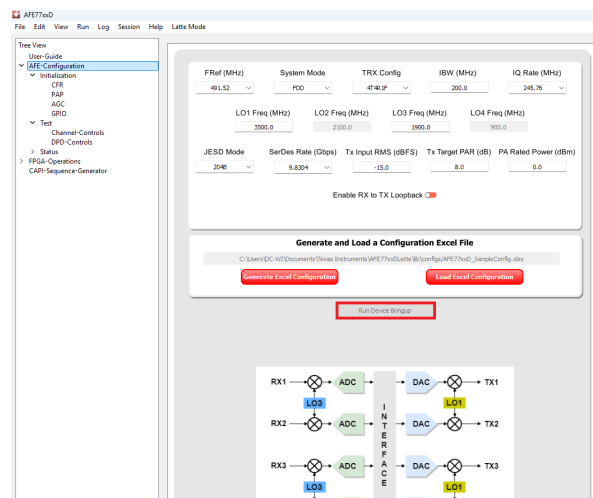 AFE77xxD
File Edit View Run Log Session Help Latte Mode
Tree View
User-Guide
AFE-Configuration
Initialization
CFR
PAP
AGC
GPIO
Test
Channel-Controls
DPD-Controls
Status
FPGA-Operations
CAPI-Sequence-Generator
FRef (MHz) System Mode TRX Config IBW (MHz) IQ Rate (MHz)
491.52 FDD 4T4R1F 200.0 245.76
LO1 Freq (MHz) LO2 Freq (MHz) LO3 Freq (MHz) LO4 Freq (MHz)
3500.0 2100.0 1900.0 900.0
JESD Mode SerDes Rate (Gbps) Tx Input RMS (dBFS) Tx Target PAR (dB) PA Rated Power (dBm)
204B 9.8304 -15.0 8.0 0.0
Enable RX to TX Loopback
Generate and Load a Configuration Excel File
C:\Users\DC-WI\Documents\Texas Instruments\AFE77xxDLatte\lib\configs/AFE77xxD_SampleConfig.xlsx
Generate Excel Configuration Load Excel Configuration
Run Device Bringup
RX1 ADC DAC TX1
LO3 LO1
RX2 DAC TX2
RX3 ADC DAC TX3
LO3 LO1
INTERFACE